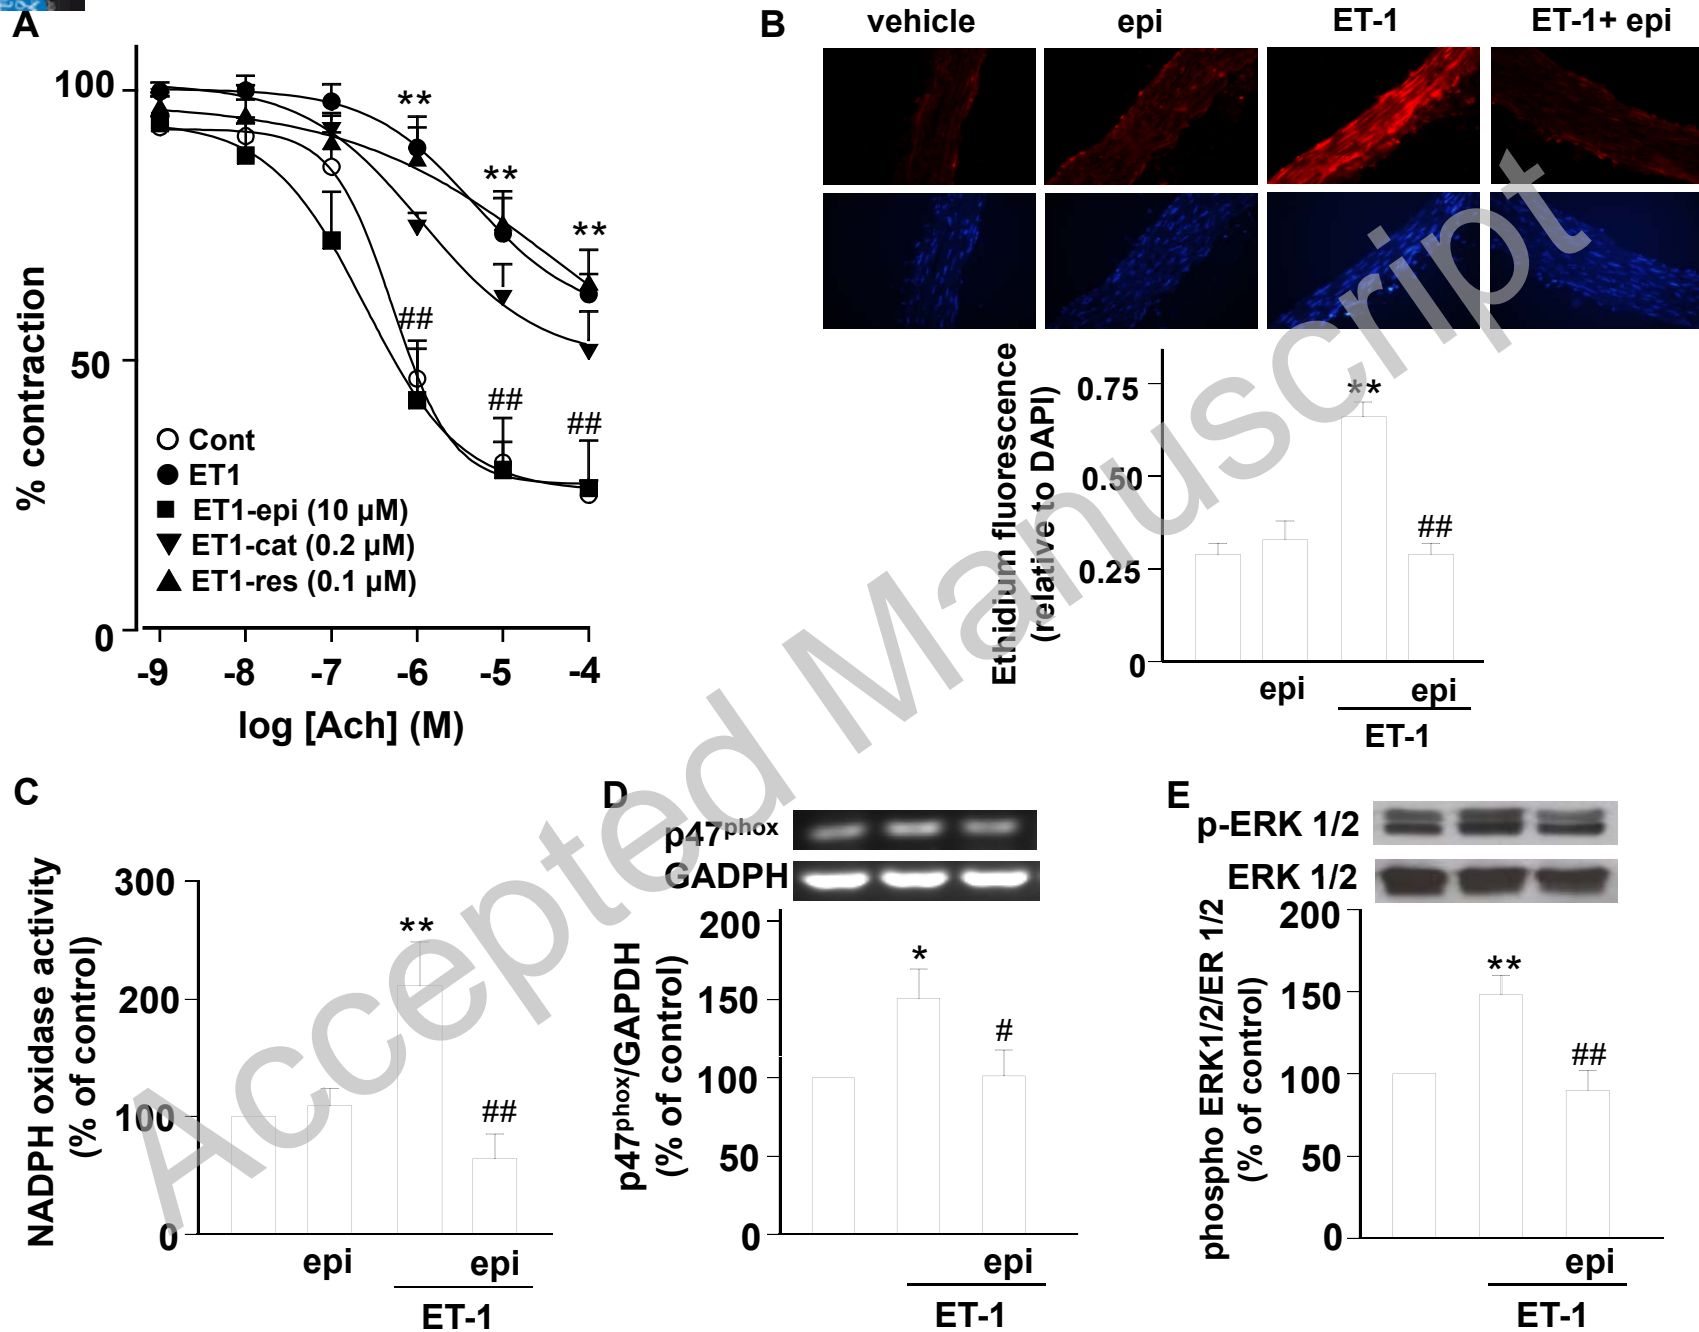 A
100
50
0
% contraction
** ** **
## ## ##
Cont
ET1
ET1-epi (10 µM)
ET1-cat (0.2 µM)
ET1-res (0.1 µM)
-9 -8 -7 -6 -5 -4
log [Ach] (M)
B
vehicle epi ET-1 ET-1+ epi
Ethidium fluorescence
(relative to DAPI)
0.75
0.50
0.25
0
**
##
epi epi
ET-1
C
NADPH oxidase activity
(% of control)
300
200
100
0
**
##
epi epi
ET-1
D
p47phox
GADPH
p47phox/GAPDH
(% of control)
200
150
100
50
0
*
#
epi
ET-1
E
p-ERK 1/2
ERK 1/2
phospho ERK1/2/ER 1/2
(% of control)
200
150
100
50
0
**
##
epi
ET-1
Accepted Manuscript